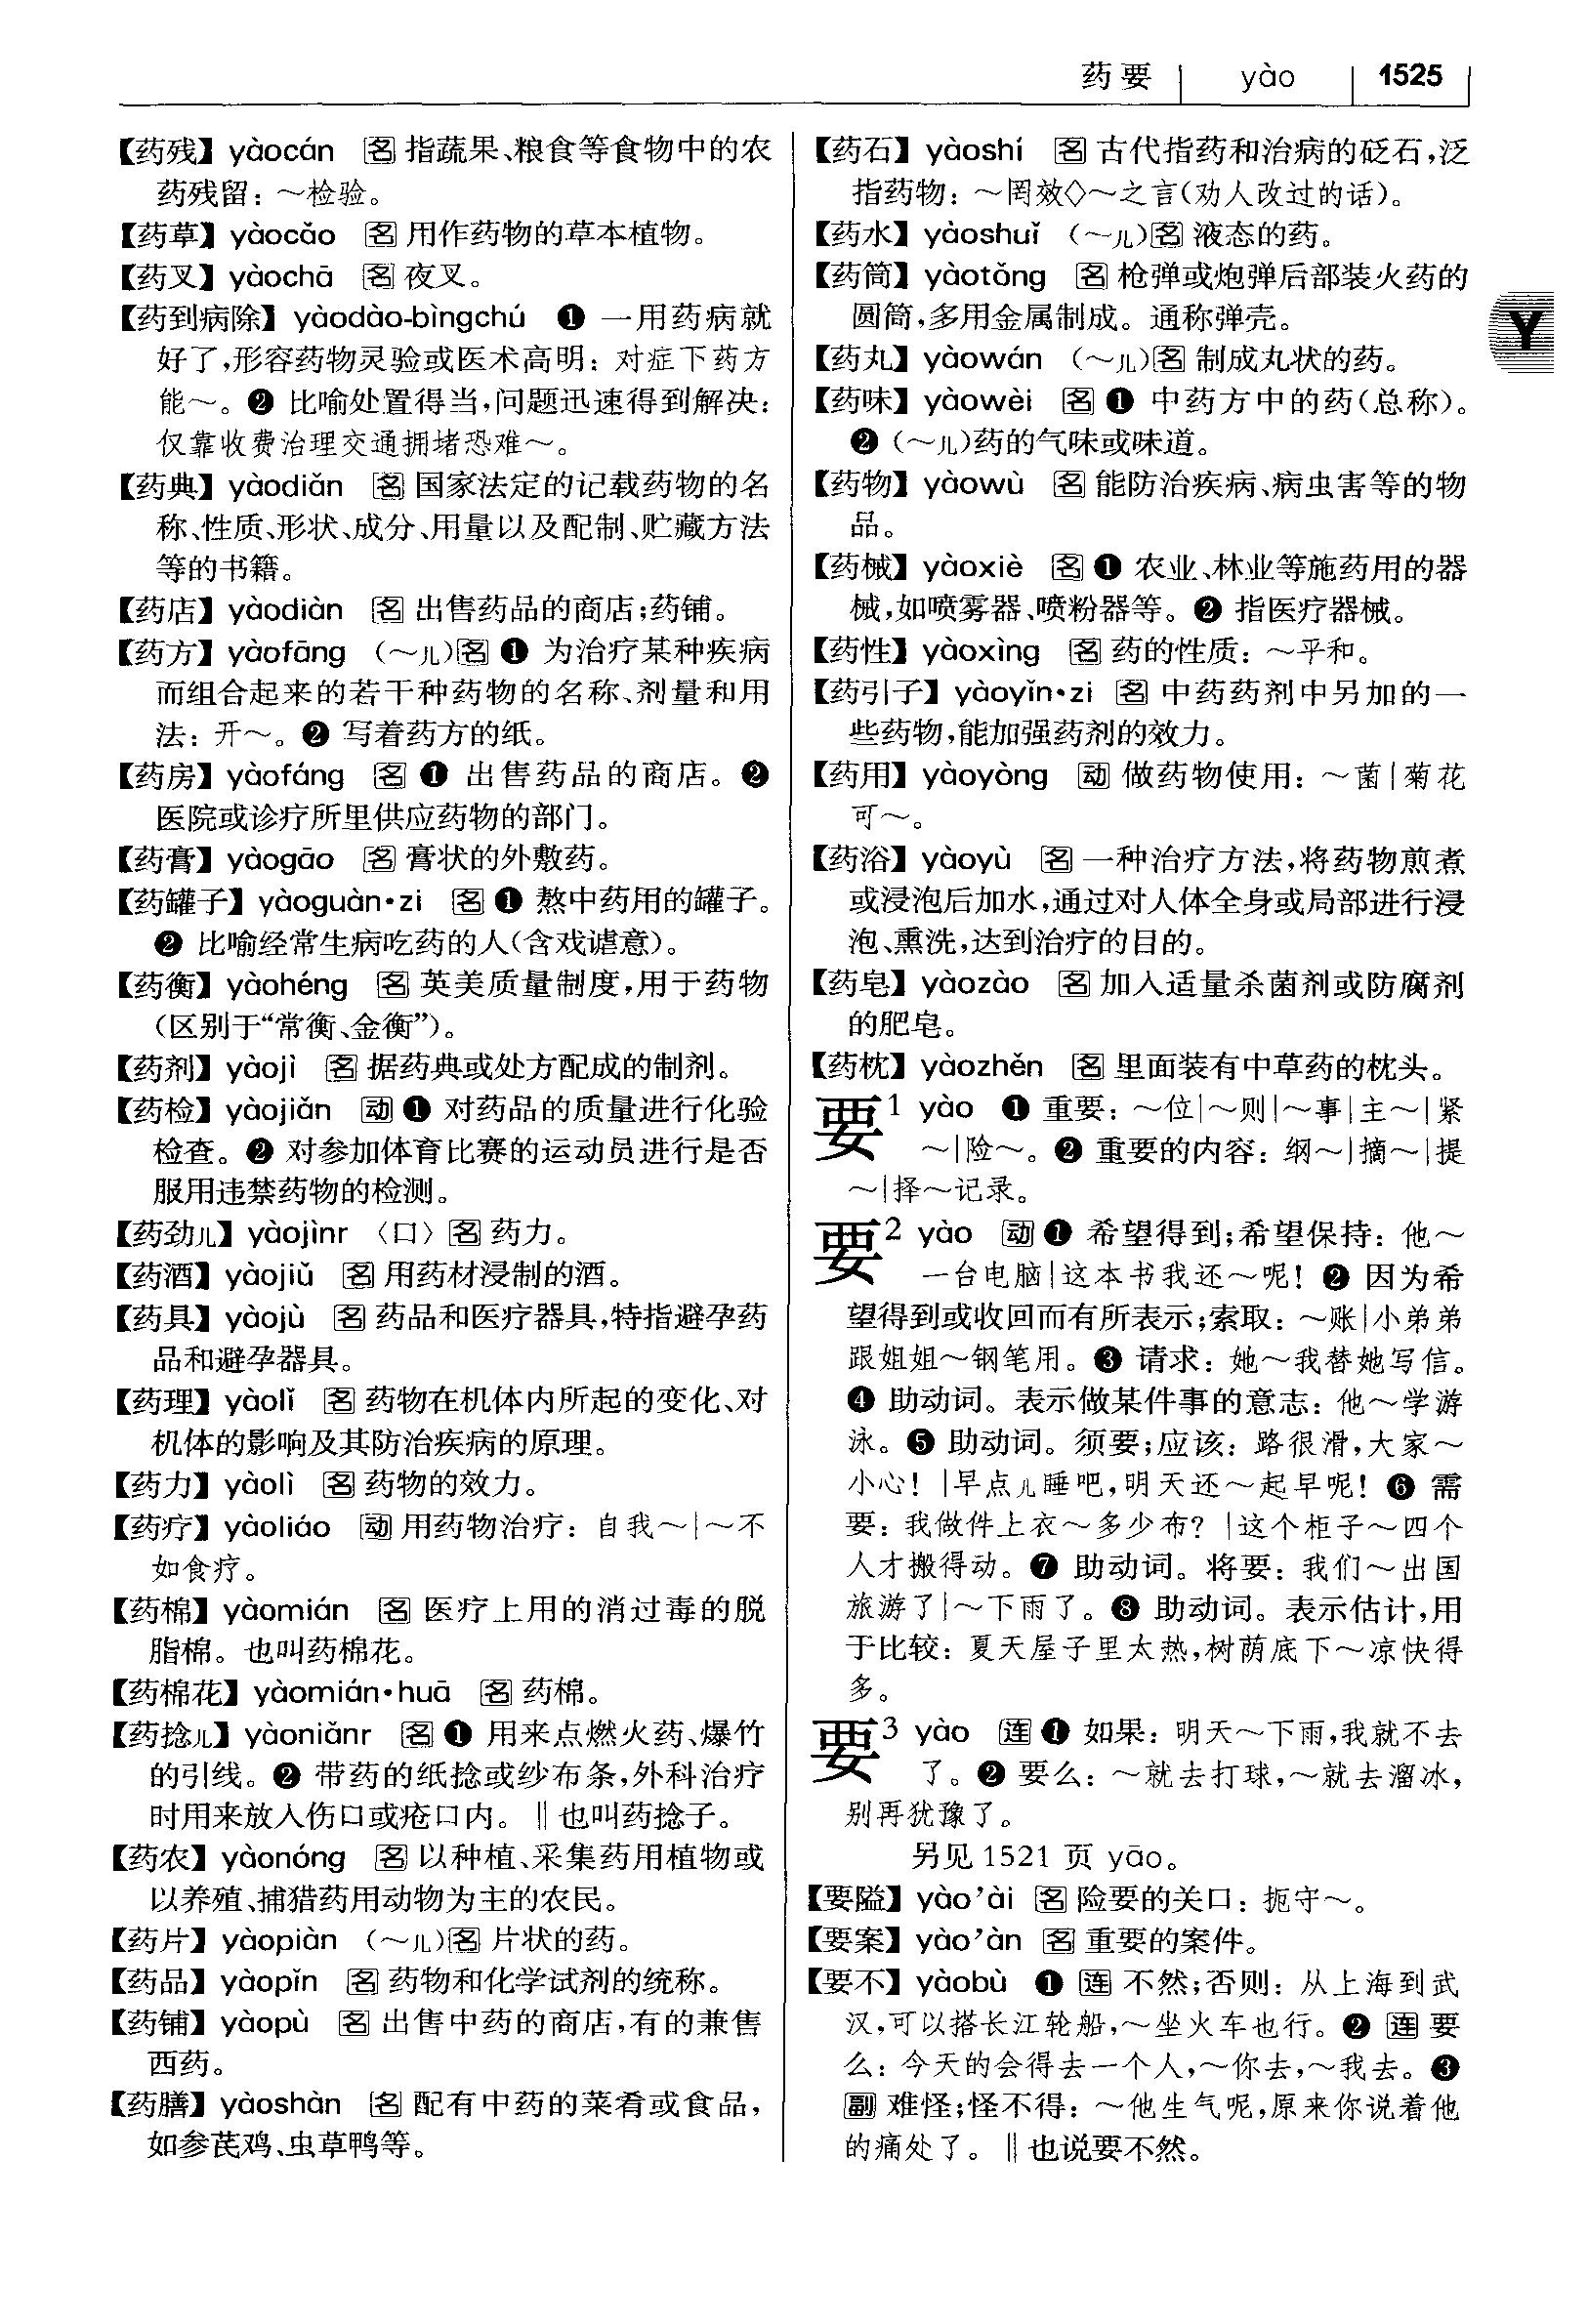 药要 yào 1525
【药残】 yàocán 名 指蔬果、粮食等食物中的农
药残留：～检验。
【药草】 yàocǎo 名 用作药物的草本植物。
【药叉】 yàochā 名 夜叉。
【药到病除】 yàodào-bìngchú ❶ 一用药病就
好了，形容药物灵验或医术高明：对症下药方
能～。❷ 比喻处置得当，问题迅速得到解决：
仅靠收费治理交通拥堵恐难～。
【药典】 yàodiǎn 名 国家法定的记载药物的名
称、性质、形状、成分、用量以及配制、贮藏方法
等的书籍。
【药店】 yàodiàn 名 出售药品的商店；药铺。
【药方】 yàofāng （～儿）名 ❶ 为治疗某种疾病
而组合起来的若干种药物的名称、剂量和用
法：开～。❷ 写着药方的纸。
【药房】 yàofáng 名 ❶ 出售药品的商店。❷
医院或诊疗所里供应药物的部门。
【药膏】 yàogāo 名 膏状的外敷药。
【药罐子】 yàoguàn•zi 名 ❶ 熬中药用的罐子。
❷ 比喻经常生病吃药的人（含戏谑意）。
【药衡】 yàohéng 名 英美质量制度，用于药物
（区别于“常衡、金衡”）。
【药剂】 yàojì 名 据药典或处方配成的制剂。
【药检】 yàojiǎn 动 ❶ 对药品的质量进行化验
检查。❷ 对参加体育比赛的运动员进行是否
服用违禁药物的检测。
【药劲儿】 yàojìnr 〈口〉名 药力。
【药酒】 yàojiǔ 名 用药材浸制的酒。
【药具】 yàojù 名 药品和医疗器具，特指避孕药
品和避孕器具。
【药理】 yàolǐ 名 药物在机体内所起的变化、对
机体的影响及其防治疾病的原理。
【药力】 yàolì 名 药物的效力。
【药疗】 yàoliáo 动 用药物治疗：自我～｜～不
如食疗。
【药棉】 yàomián 名 医疗上用的消过毒的脱
脂棉。也叫药棉花。
【药棉花】 yàomián•huā 名 药棉。
【药捻儿】 yàoniǎnr 名 ❶ 用来点燃火药、爆竹
的引线。❷ 带药的纸捻或纱布条，外科治疗
时用来放入伤口或疮口内。‖也叫药捻子。
【药农】 yàonóng 名 以种植、采集药用植物或
以养殖、捕猎药用动物为主的农民。
【药片】 yàopiàn （～儿）名 片状的药。
【药品】 yàopǐn 名 药物和化学试剂的统称。
【药铺】 yàopù 名 出售中药的商店，有的兼售
西药。
【药膳】 yàoshàn 名 配有中药的菜肴或食品，
如参芪鸡、虫草鸭等。
【药石】 yàoshí 名 古代指药和治病的砭石，泛
指药物：～罔效◇～之言（劝人改过的话）。
【药水】 yàoshuǐ （～儿）名 液态的药。
【药筒】 yàotǒng 名 枪弹或炮弹后部装火药的
圆筒，多用金属制成。通称弹壳。
Y
【药丸】 yàowán （～儿）名 制成丸状的药。
【药味】 yàowèi 名 ❶ 中药方中的药（总称）。
❷（～儿）药的气味或味道。
【药物】 yàowù 名 能防治疾病、病虫害等的物
品。
【药械】 yàoxiè 名 ❶ 农业、林业等施药用的器
械，如喷雾器、喷粉器等。❷ 指医疗器械。
【药性】 yàoxìng 名 药的性质：～平和。
【药引子】 yàoyǐn•zi 名 中药药剂中另加的一
些药物，能加强药剂的效力。
【药用】 yàoyòng 动 做药物使用：～菌｜菊花
可～。
【药浴】 yàoyù 名 一种治疗方法，将药物煎煮
或浸泡后加水，通过对人体全身或局部进行浸
泡、熏洗，达到治疗的目的。
【药皂】 yàozào 名 加入适量杀菌剂或防腐剂
的肥皂。
【药枕】 yàozhěn 名 里面装有中草药的枕头。
要1 yào ❶ 重要：～位｜～则｜～事｜主～｜紧
～｜险～。❷ 重要的内容：纲～｜摘～｜提
～｜择～记录。
要2 yào 动 ❶ 希望得到；希望保持：他～
一台电脑｜这本书我还～呢！❷ 因为希
望得到或收回而有所表示；索取：～账｜小弟弟
跟姐姐～钢笔用。❸ 请求：她～我替她写信。
❹ 助动词。表示做某件事的意志：他～学游
泳。❺ 助动词。须要；应该：路很滑，大家～
小心！｜早点儿睡吧，明天还～起早呢！❻ 需
要：我做件上衣～多少布？｜这个柜子～四个
人才搬得动。❼ 助动词。将要：我们～出国
旅游了｜～下雨了。❽ 助动词。表示估计，用
于比较：夏天屋子里太热，树荫底下～凉快得
多。
要3 yào 连 ❶ 如果：明天～下雨，我就不去
了。❷ 要么：～就去打球，～就去溜冰，
别再犹豫了。
另见1521页 yāo。
【要隘】 yào’ài 名 险要的关口：扼守～。
【要案】 yào’àn 名 重要的案件。
【要不】 yàobù ❶ 连 不然；否则：从上海到武
汉，可以搭长江轮船，～坐火车也行。❷ 连 要
么：今天的会得去一个人，～你去，～我去。❸
副 难怪；怪不得：～他生气呢，原来你说着他
的痛处了。‖也说要不然。